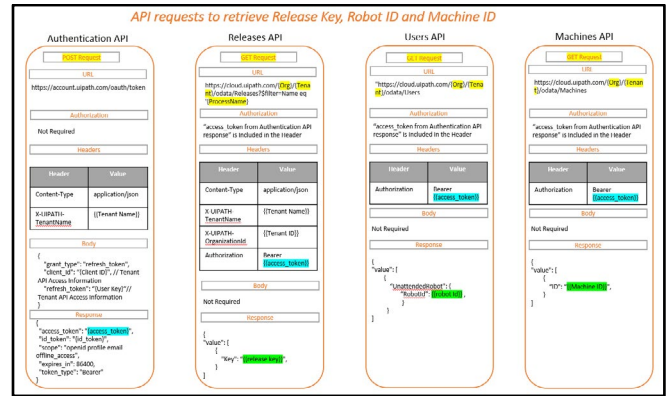 API requests to retrieve Release Key, Robot ID and Machine ID
Authentication API
POST Request
URL
https://account.uipath.com/oauth/token
Authorization
Not Required
Headers
Header Value
Content-Type application/json
X-UIPATH-
TenantName {{Tenant Name}}
Body
{
"grant_type": "refresh_token",
"client_id": "{Client ID}", // Tenant
API Access Information
"refresh_token": "{User Key}"//
Tenant API Access Information
}
Response
{
"access_token": "{access_token}",
"id_token": "{id_token}",
"scope": "openid profile email
offline_access",
"expires_in": 86400,
"token_type": "Bearer"
}
Releases API
GET Request
URL
https://cloud.uipath.com/{Org}/{Tena
nt}/odata/Releases?$filter=Name eq
'{ProcessName}
Authorization
"access_token from Authentication API
response" is included in the Header
Headers
Header Value
Content-Type application/json
X-UIPATH-
TenantName {{Tenant Name}}
X-UIPATH-
OrganizationId {{Tenant ID}}
Authorization Bearer
{{access_token}}
Body
Not Required
Response
{
"value": [
{
"Key": "{{release key}}",
}
]
Users API
GET Request
URL
"https://cloud.uipath.com/{Org}/{Tenan
t}/odata/Users
Authorization
"access_token from Authentication API
response" is included in the Header
Headers
Header Value
Authorization Bearer
{{access_token}}
Body
Not Required
Response
{
"value": [
{
"UnattendedRobot": {
"RobotId": {{robot Id}},
}
}
]
Machines API
GET Request
URL
https://cloud.uipath.com/{Org}/{Tenan
t}/odata/Machines
Authorization
"access_token from Authentication API
response" is included in the Header
Headers
Header Value
Authorization Bearer
{{access_token}}
Body
Not Required
Response
{
"value": [
{
"ID": "{{Machine ID}}",
}
]